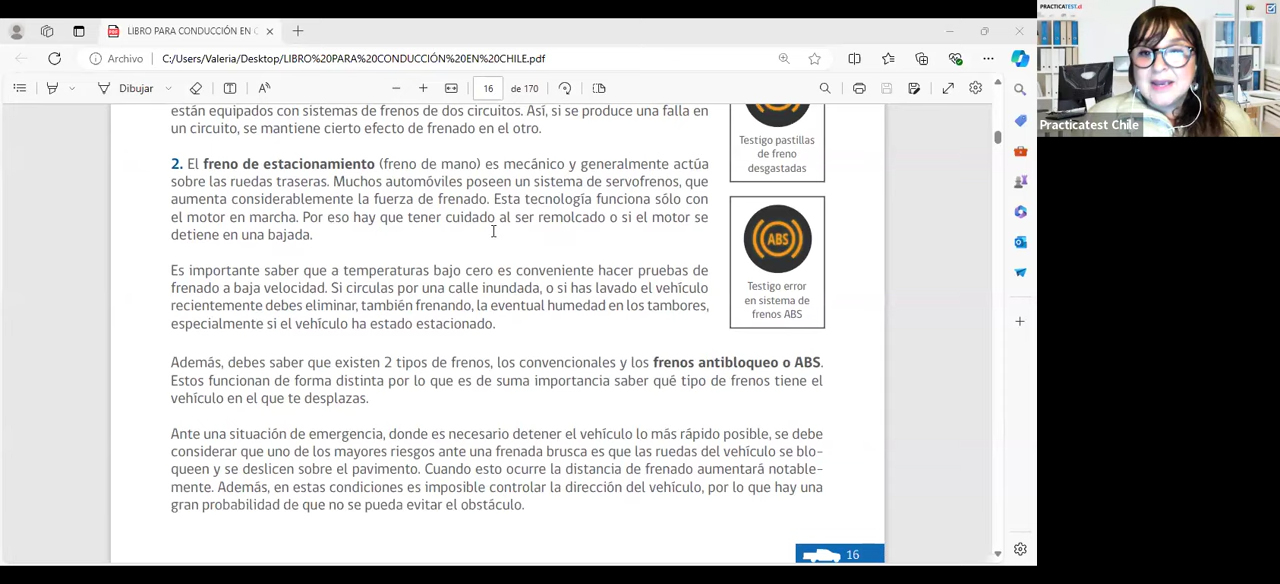 LIBRO PARA CONDUCCIÓN EN C
Archivo
C:/Users/Valeria/Desktop/LIBRO%20PARA%20CONDUCCIÓN%20EN%20CHILE.pdf
Dibujar
16
de 170
están equipados con sistemas de frenos de dos circuitos. Así, si se produce una falla en
un circuito, se mantiene cierto efecto de frenado en el otro.
2. El freno de estacionamiento (freno de mano) es mecánico y generalmente actúa
sobre las ruedas traseras. Muchos automóviles poseen un sistema de servofrenos, que
aumenta considerablemente la fuerza de frenado. Esta tecnología funciona sólo con
el motor en marcha. Por eso hay que tener cuidado al ser remolcado o si el motor se
detiene en una bajada.
Es importante saber que a temperaturas bajo cero es conveniente hacer pruebas de
frenado a baja velocidad. Si circulas por una calle inundada, o si has lavado el vehículo
recientemente debes eliminar, también frenando, la eventual humedad en los tambores,
especialmente si el vehículo ha estado estacionado.
Testigo pastillas
de freno
desgastadas
ABS
Testigo error
en sistema de
frenos ABS
Además, debes saber que existen 2 tipos de frenos, los convencionales y los frenos antibloqueo o ABS.
Estos funcionan de forma distinta por lo que es de suma importancia saber qué tipo de frenos tiene el
vehículo en el que te desplazas.
Ante una situación de emergencia, donde es necesario detener el vehículo lo más rápido posible, se debe
considerar que uno de los mayores riesgos ante una frenada brusca es que las ruedas del vehículo se blo-
queen y se deslicen sobre el pavimento. Cuando esto ocurre la distancia de frenado aumentará notable-
mente. Además, en estas condiciones es imposible controlar la dirección del vehículo, por lo que hay una
gran probabilidad de que no se pueda evitar el obstáculo.
16
PRACTICATEST.cl
Practicatest Chile